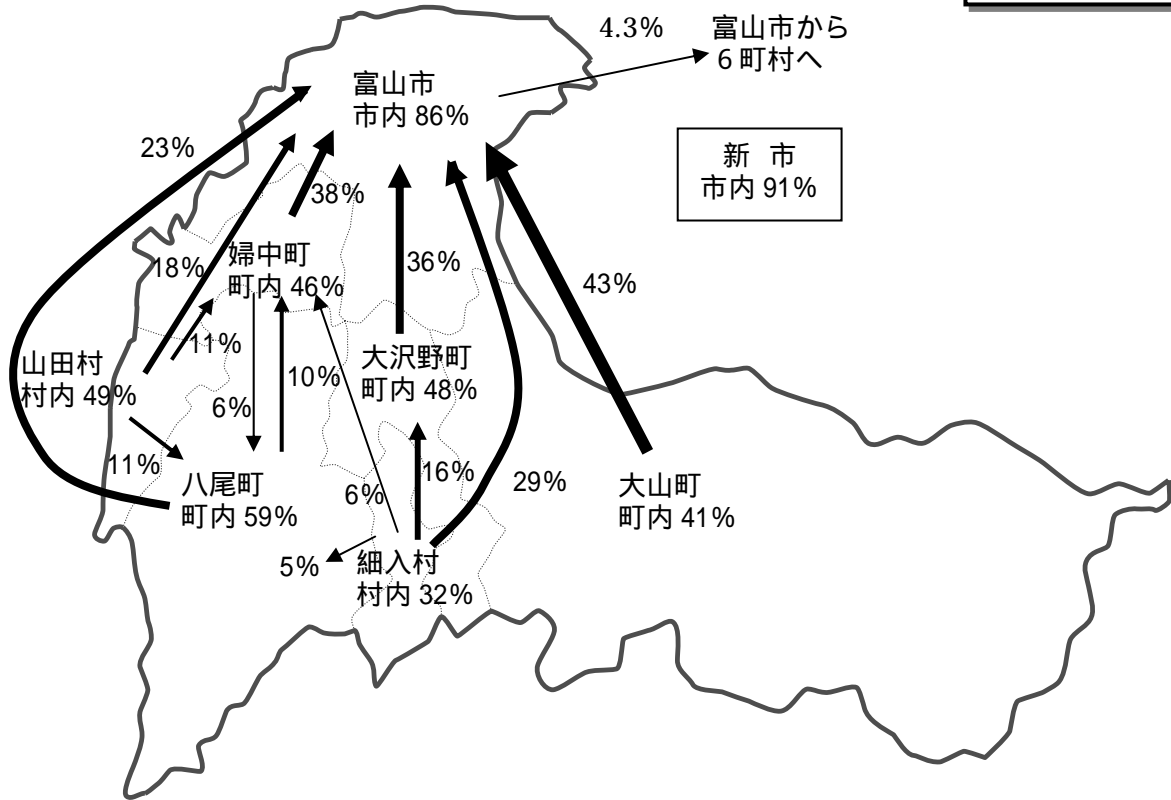 4.3%
富山市から
６町村へ
富山市
市内 86%
新 市
市内 91%
23%
38%
18%
婦中町
町内 46%
36%
43%
11%
山田村
村内 49%
10%
大沢野町
町内 48%
6%
11%
八尾町
町内 59%
6%
16%
29%
大山町
町内 41%
5%
細入村
村内 32%